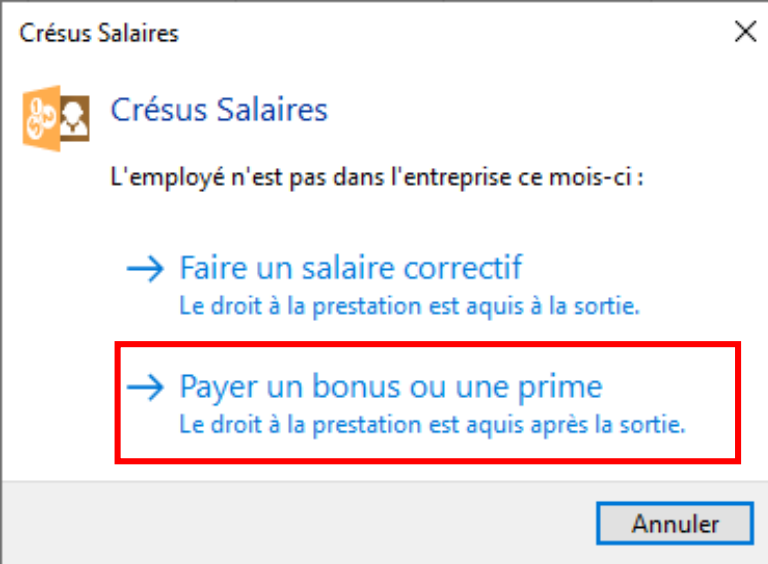 Crésus Salaires
Crésus Salaires
L'employé n'est pas dans l'entreprise ce mois-ci :
Faire un salaire correctif
Le droit à la prestation est aquis à la sortie.
Payer un bonus ou une prime
Le droit à la prestation est aquis après la sortie.
Annuler